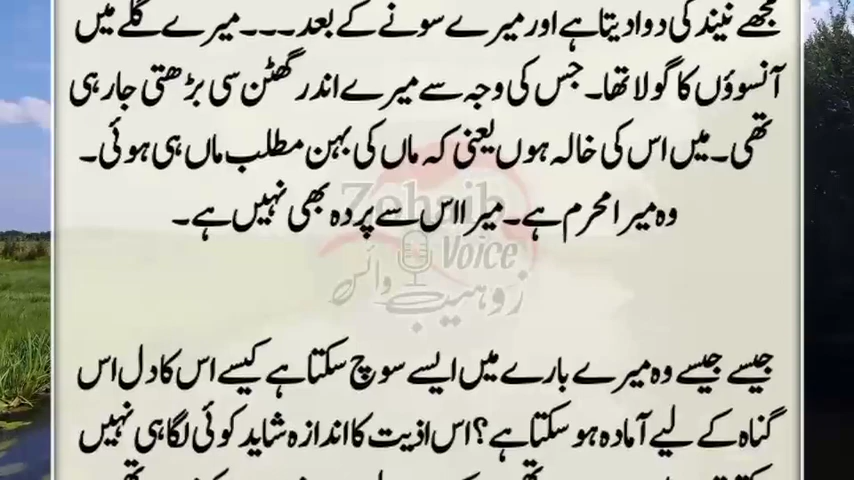 مجھے نیند کی دوا دیتا ہے اور میرے سونے کے بعد۔۔۔میرے گلے میں
آنسوؤں کا گولا تھا۔ جس کی وجہ سے میرے اندر گھٹن سی بڑھتی جا رہی
تھی۔ میں اس کی خالہ ہوں یعنی کہ ماں کی بہن مطلب ماں ہی ہوئی۔
وہ میرا محرم ہے۔ میرا اس سے پردہ بھی نہیں ہے۔
Zohaib
Voice
زوہیب وائس
جیسے جیسے وہ میرے بارے میں ایسے سوچ سکتا ہے کیسے اس کا دل اس
گناہ کے لیے آمادہ ہو سکتا ہے؟ اس اذیت کا اندازہ شاید کوئی لگا ہی نہیں